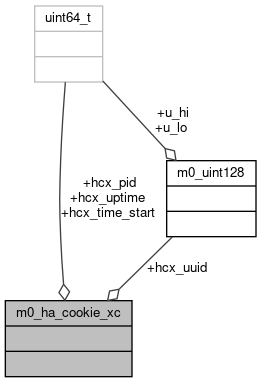 uint64_t
+u_hi
+u_lo
m0_uint128
+hcx_pid
+hcx_uptime
+hcx_time_start
+hcx_uuid
m0_ha_cookie_xc